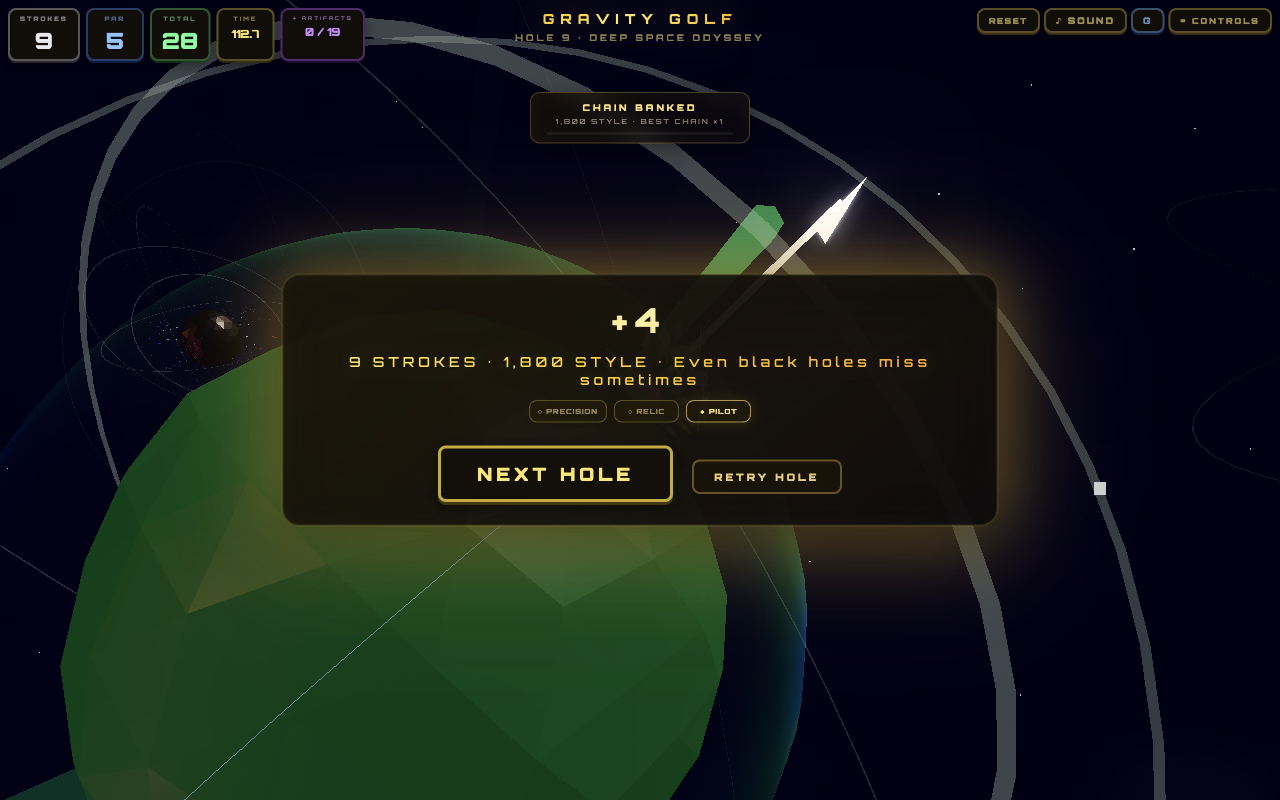 STROKES
9
PAR
5
TOTAL
28
TIME
112.7
✦ ARTIFACTS
0 / 19
GRAVITY GOLF
HOLE 9 · DEEP SPACE ODYSSEY
RESET
♪ SOUND
G
CONTROLS
CHAIN BANKED
1,800 STYLE · BEST CHAIN ×1
+4
9 STROKES · 1,800 STYLE · Even black holes miss
sometimes
○ PRECISION
○ RELIC
● PILOT
NEXT HOLE
RETRY HOLE